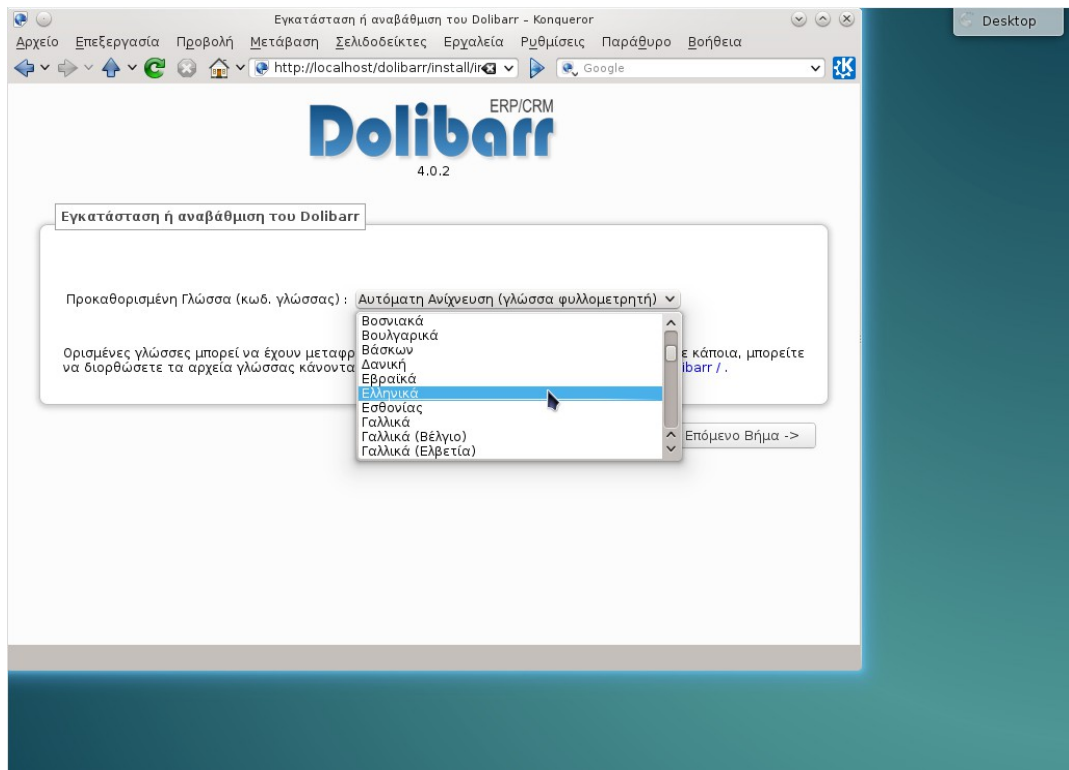 Εγκατάσταση ή αναβάθμιση του Dolibarr - Konqueror
Desktop
Αρχείο Επεξεργασία Προβολή Μετάβαση Σελιδοδείκτες Εργαλεία Ρυθμίσεις Παράθυρο Βοήθεια
http://localhost/dolibarr/install/in
Google
ERP/CRM
Dolibarr
4.0.2
Εγκατάσταση ή αναβάθμιση του Dolibarr
Προκαθορισμένη Γλώσσα (κωδ. γλώσσας) : Αυτόματη Ανίχνευση (γλώσσα φυλλομετρητή)
Βοσνιακά
Βουλγαρικά
Βάσκων
Δανική
Εβραϊκά
Ελληνικά
Εσθονίας
Γαλλικά
Γαλλικά (Βέλγιο)
Γαλλικά (Ελβετία)
Ορισμένες γλώσσες μπορεί να έχουν μεταφρ ε κάποια, μπορείτε
να διορθώσετε τα αρχεία γλώσσας κάνοντα ibarr / .
Επόμενο Βήμα ->